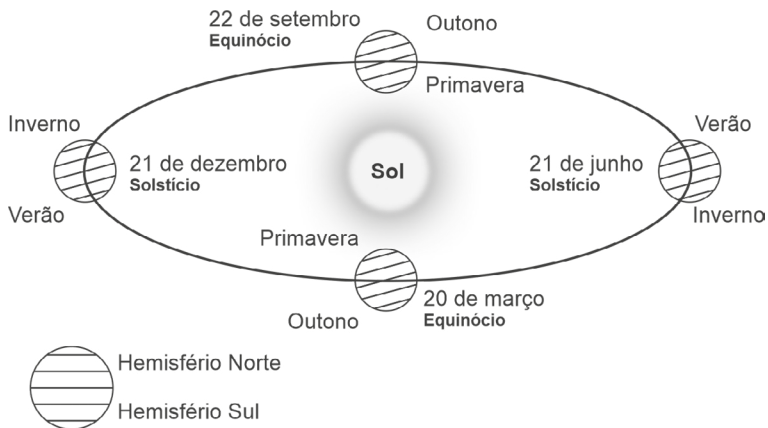 22 de setembro
Equinócio
Outono
Primavera
Inverno
Verão
21 de dezembro
Solstício
Sol
21 de junho
Solstício
Verão
Inverno
Primavera
Outono
20 de março
Equinócio
Hemisfério Norte
Hemisfério Sul